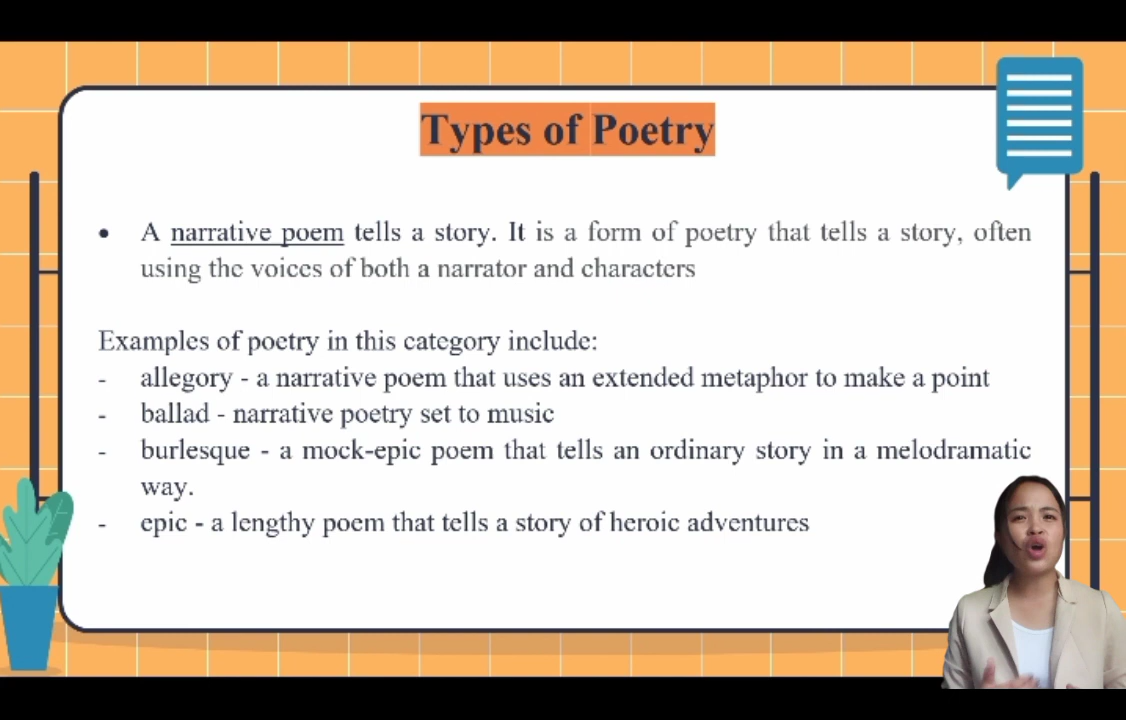 Types of Poetry
• A narrative poem tells a story. It is a form of poetry that tells a story, often
using the voices of both a narrator and characters
Examples of poetry in this category include:
- allegory - a narrative poem that uses an extended metaphor to make a point
- ballad - narrative poetry set to music
- burlesque - a mock-epic poem that tells an ordinary story in a melodramatic
way.
- epic - a lengthy poem that tells a story of heroic adventures